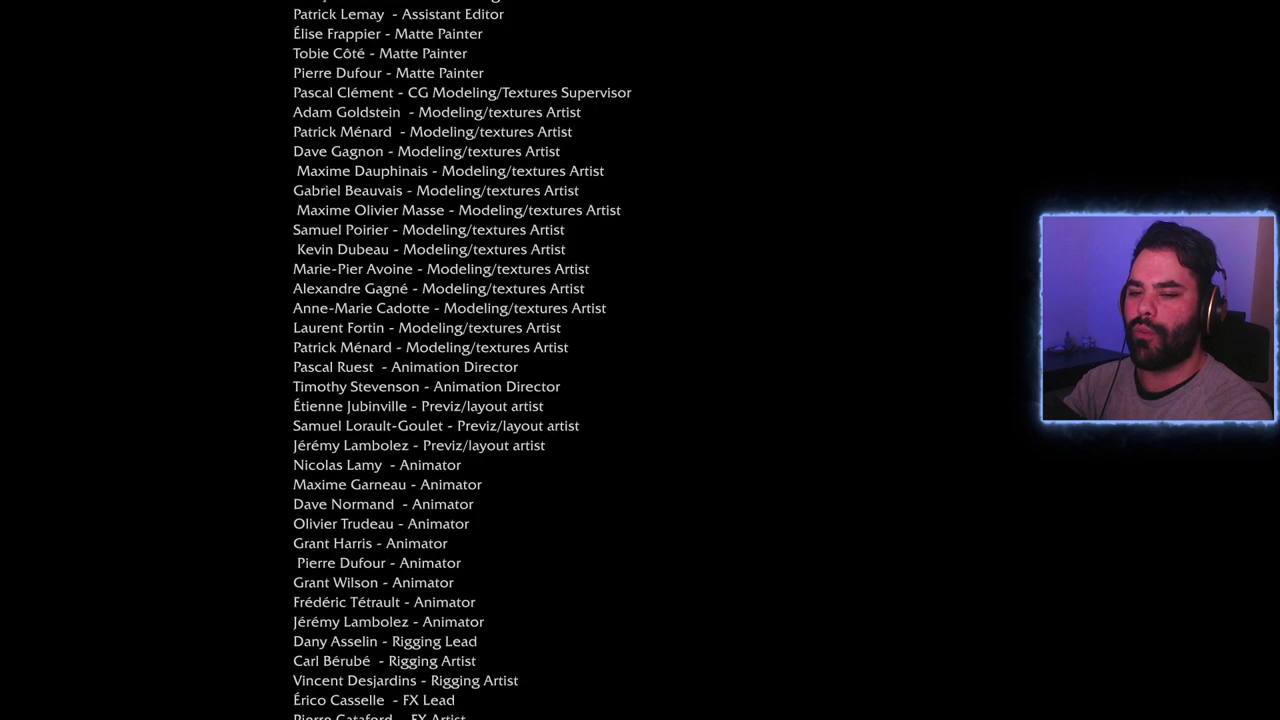 Patrick Lemay  - Assistant Editor
Élise Frappier - Matte Painter
Tobie Côté - Matte Painter
Pierre Dufour - Matte Painter
Pascal Clément - CG Modeling/Textures Supervisor
Adam Goldstein  - Modeling/textures Artist
Patrick Ménard  - Modeling/textures Artist
Dave Gagnon - Modeling/textures Artist
Maxime Dauphinais - Modeling/textures Artist
Gabriel Beauvais - Modeling/textures Artist
Maxime Olivier Masse - Modeling/textures Artist
Samuel Poirier - Modeling/textures Artist
Kevin Dubeau - Modeling/textures Artist
Marie-Pier Avoine - Modeling/textures Artist
Alexandre Gagné - Modeling/textures Artist
Anne-Marie Cadotte - Modeling/textures Artist
Laurent Fortin - Modeling/textures Artist
Patrick Ménard - Modeling/textures Artist
Pascal Ruest  - Animation Director
Timothy Stevenson - Animation Director
Étienne Jubinville - Previz/layout artist
Samuel Lorault-Goulet - Previz/layout artist
Jérémy Lambolez - Previz/layout artist
Nicolas Lamy  - Animator
Maxime Garneau - Animator
Dave Normand  - Animator
Olivier Trudeau - Animator
Grant Harris - Animator
Pierre Dufour - Animator
Grant Wilson - Animator
Frédéric Tétrault - Animator
Jérémy Lambolez - Animator
Dany Asselin - Rigging Lead
Carl Bérubé  - Rigging Artist
Vincent Desjardins - Rigging Artist
Érico Casselle  - FX Lead
Pierre Cataford  - FX Artist